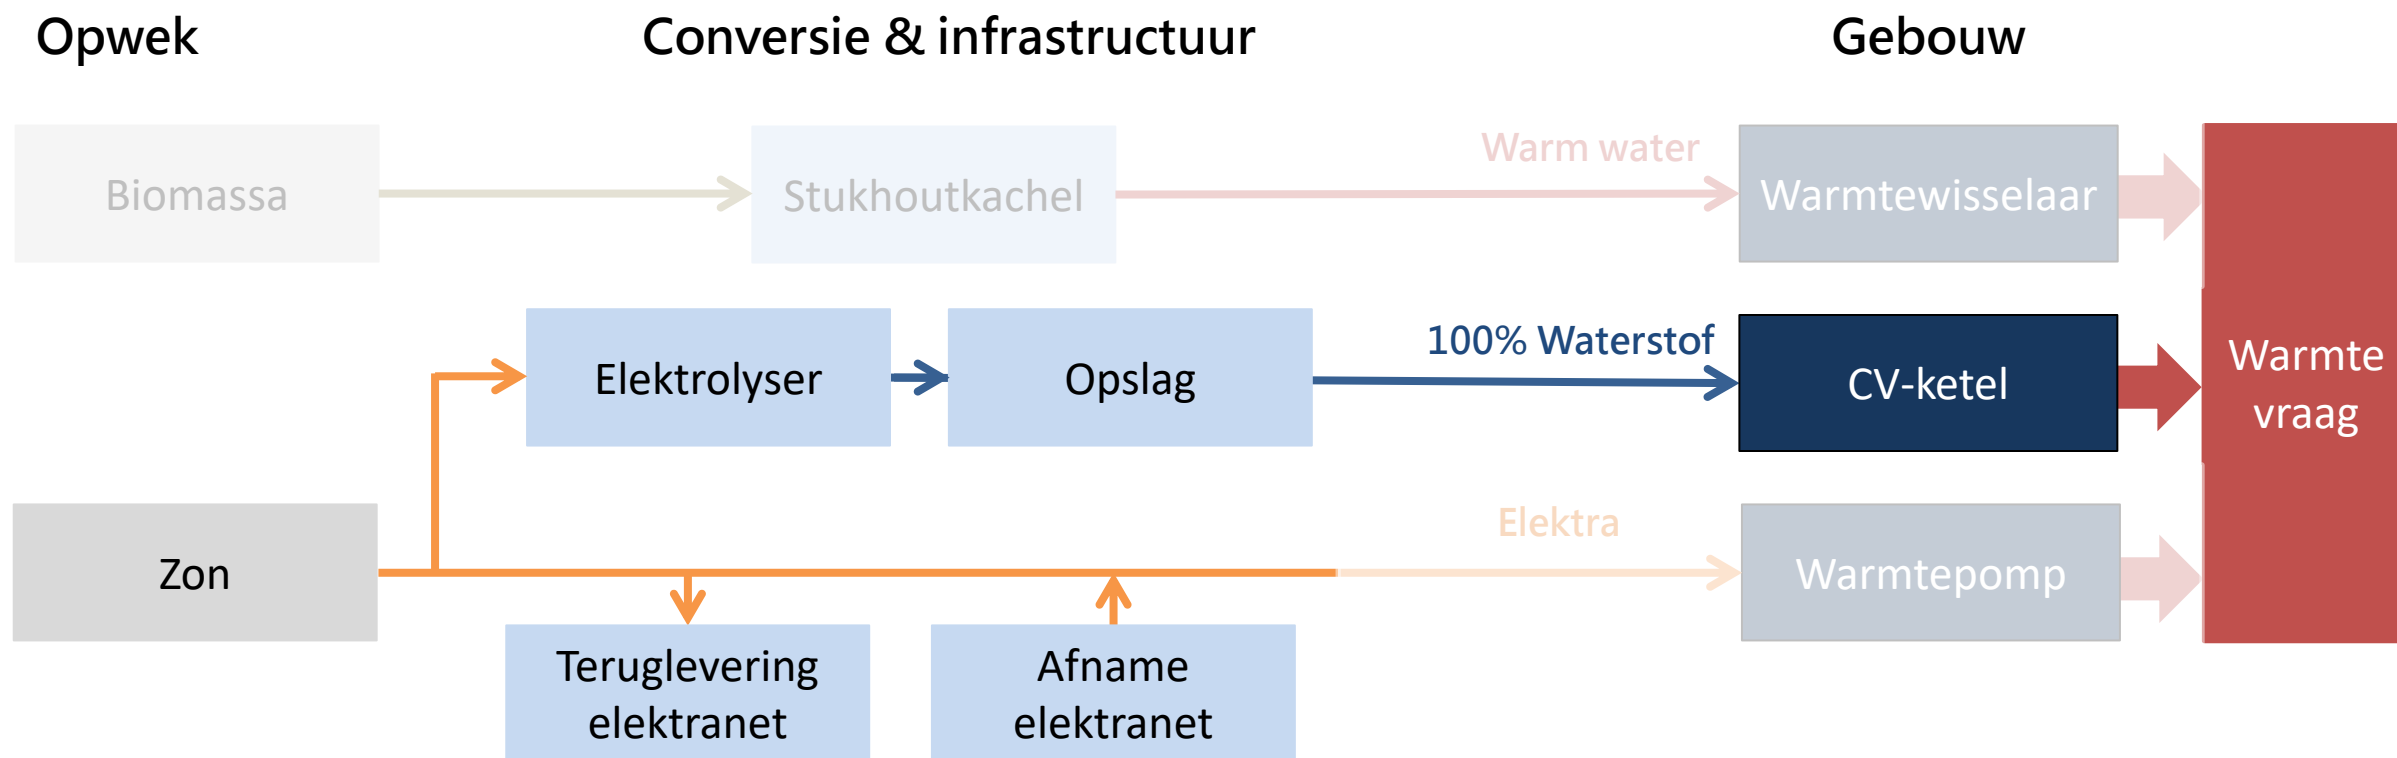 Opwek
Conversie & infrastructuur
Gebouw
Biomassa
Stukhoutkachel
Warm water
Warmtewisselaar
Elektrolyser
Opslag
100% Waterstof
CV-ketel
Warmte
vraag
Zon
Elektra
Warmtepomp
Teruglevering
elektranet
Afname
elektranet